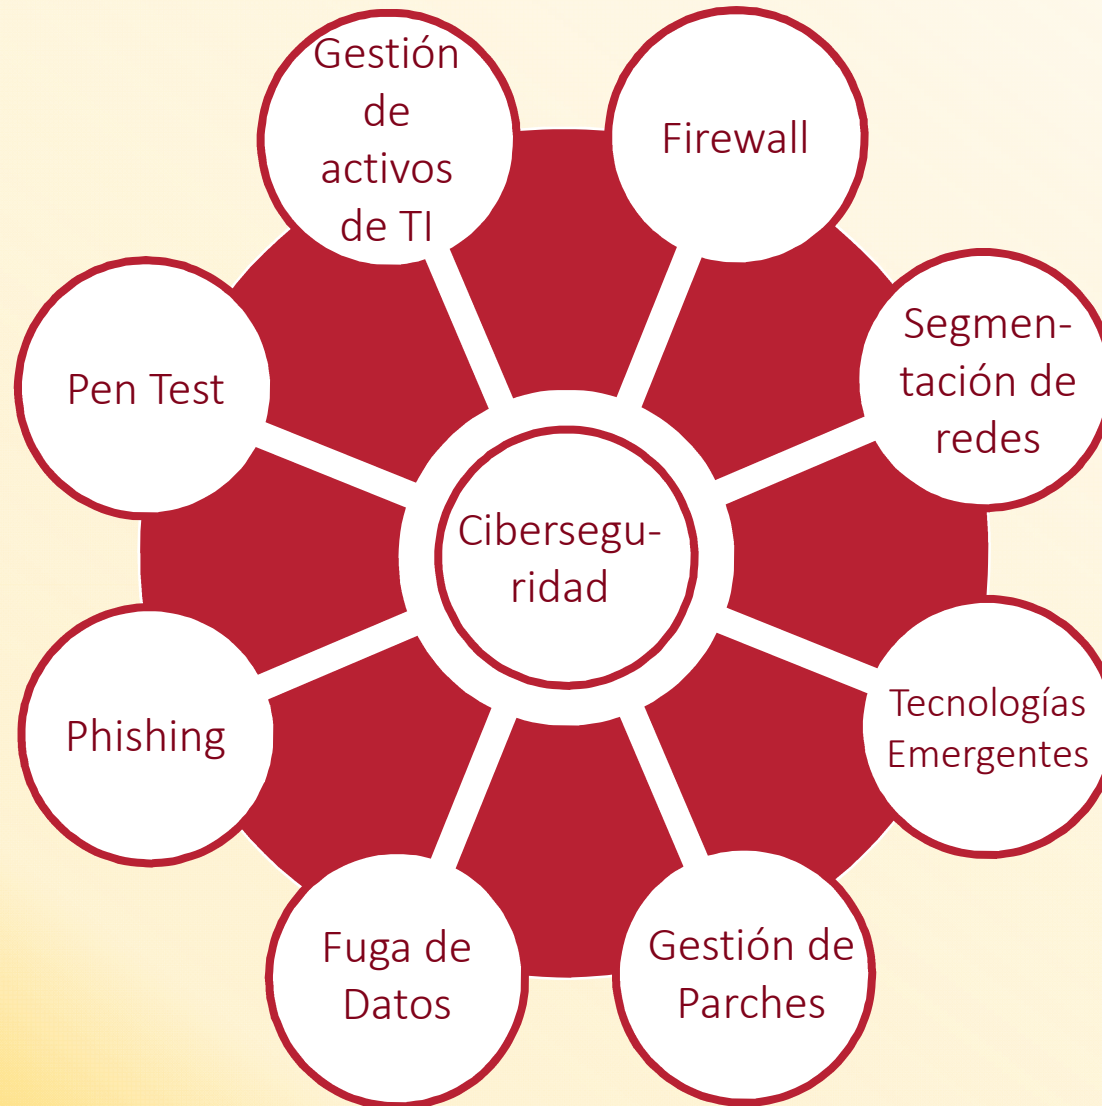 Gestión
de
activos
de TI
Firewall
Segmen-
tación de
redes
Pen Test
Cibersegu-
ridad
Tecnologías
Emergentes
Phishing
Fuga de
Datos
Gestión de
Parches